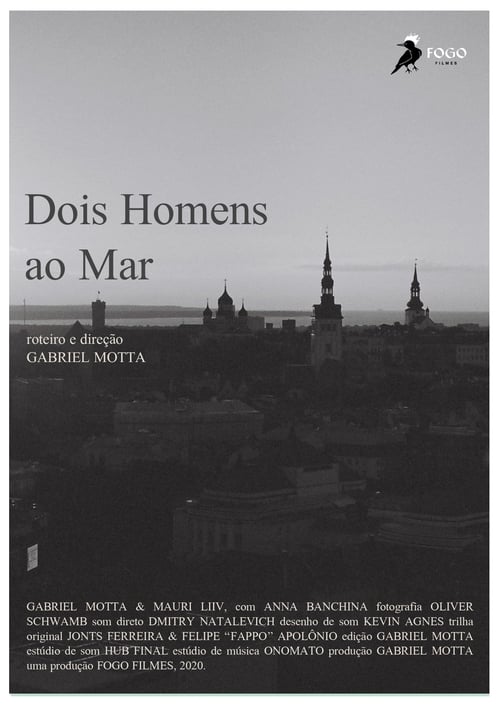 FOGO
FILMES
Dois Homens
ao Mar
roteiro e direção
GABRIEL MOTTA
GABRIEL MOTTA & MAURI LIIV, com ANNA BANCHINA fotografia OLIVER
SCHWAMB som direto DMITRY NATALEVICH desenho de som KEVIN AGNES trilha
original JONTS FERREIRA & FELIPE “FAPPO” APOLÔNIO edição GABRIEL MOTTA
estúdio de som HUB FINAL estúdio de música ONOMATO produção GABRIEL MOTTA
uma produção FOGO FILMES, 2020.